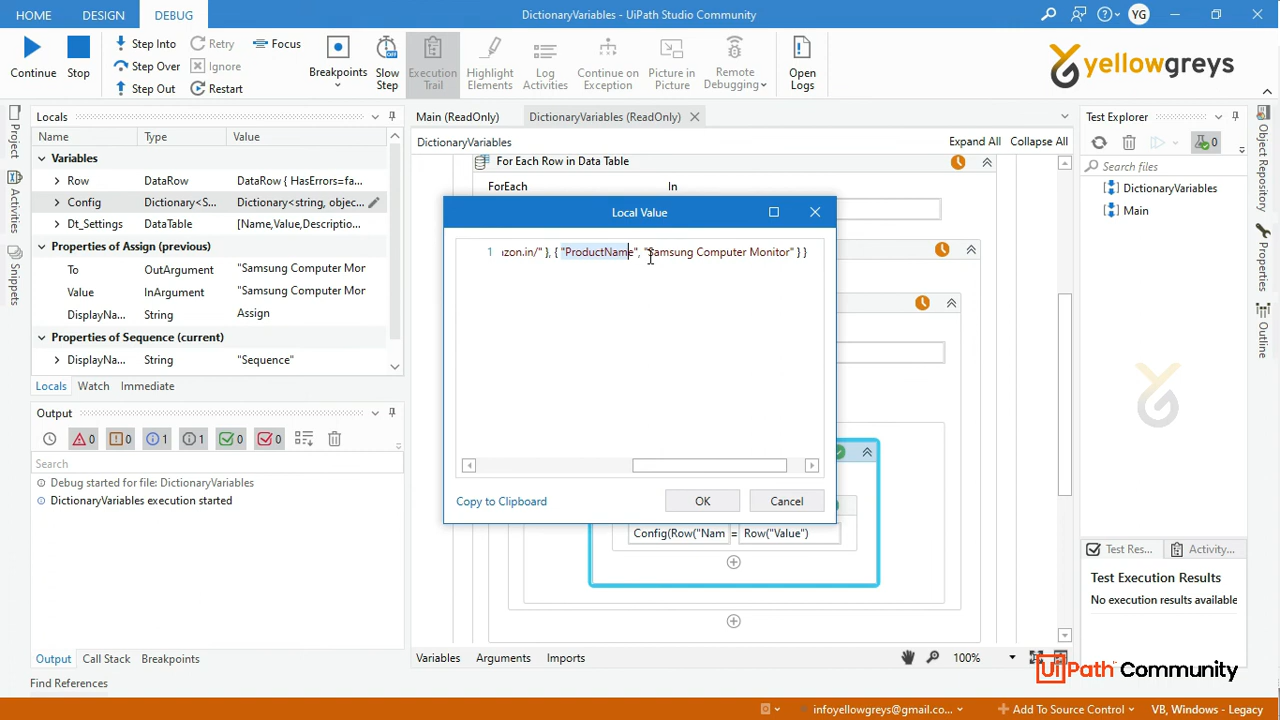 HOME DESIGN DEBUG DictionaryVariables - UiPath Studio Community YG
Continue Stop
Step Into Retry Focus
Step Over Ignore
Step Out Restart
Breakpoints
Slow
Step
Execution
Trail
Highlight
Elements
Log
Activities
Continue on
Exception
Picture in
Picture
Remote
Debugging
Open
Logs
yellowgreys
Project
Activities
Snippets
Locals
Name Type Value
Variables
Row DataRow DataRow { HasErrors=fa...
Config Dictionary<S... Dictionary<string, objec...
Dt_Settings DataTable [Name,Value,Description...
Properties of Assign (previous)
To OutArgument "Samsung Computer Mor
Value InArgument "Samsung Computer Mor
DisplayNa... String Assign
Properties of Sequence (current)
DisplayNa... String "Sequence"
Locals Watch Immediate
Output
0 0 1 1 0 0
Search
Debug started for file: DictionaryVariables
DictionaryVariables execution started
Output Call Stack Breakpoints
Find References
Main (ReadOnly) DictionaryVariables (ReadOnly)
DictionaryVariables Expand All Collapse All
For Each Row in Data Table
ForEach In
Local Value
1 ızon.in/" }, { "ProductName", "Samsung Computer Monitor" } }
Copy to Clipboard OK Cancel
Config(Row("Nam = Row("Value")
Variables Arguments Imports 100%
Test Explorer
0
Search files
DictionaryVariables
Main
Test Res... Activity...
Test Execution Results
No execution results available
Object Repository
Properties
Outline
UiPath Community
infoyellowgreys@gmail.co... Add To Source Control VB, Windows - Legacy